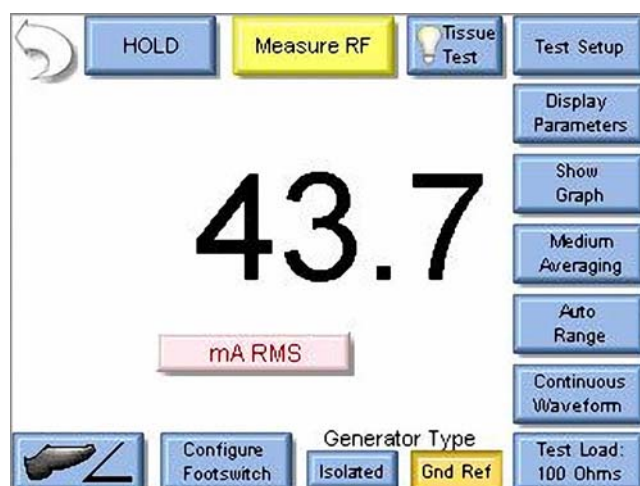 HOLD
Measure RF
Tissue
Test
Test Setup
Display
Parameters
Show
Graph
43.7
Medium
Averaging
Auto
Range
mA RMS
Continuous
Waveform
Configure
Footswitch
Generator Type
Isolated
Gnd Ref
Test Load:
100 Ohms